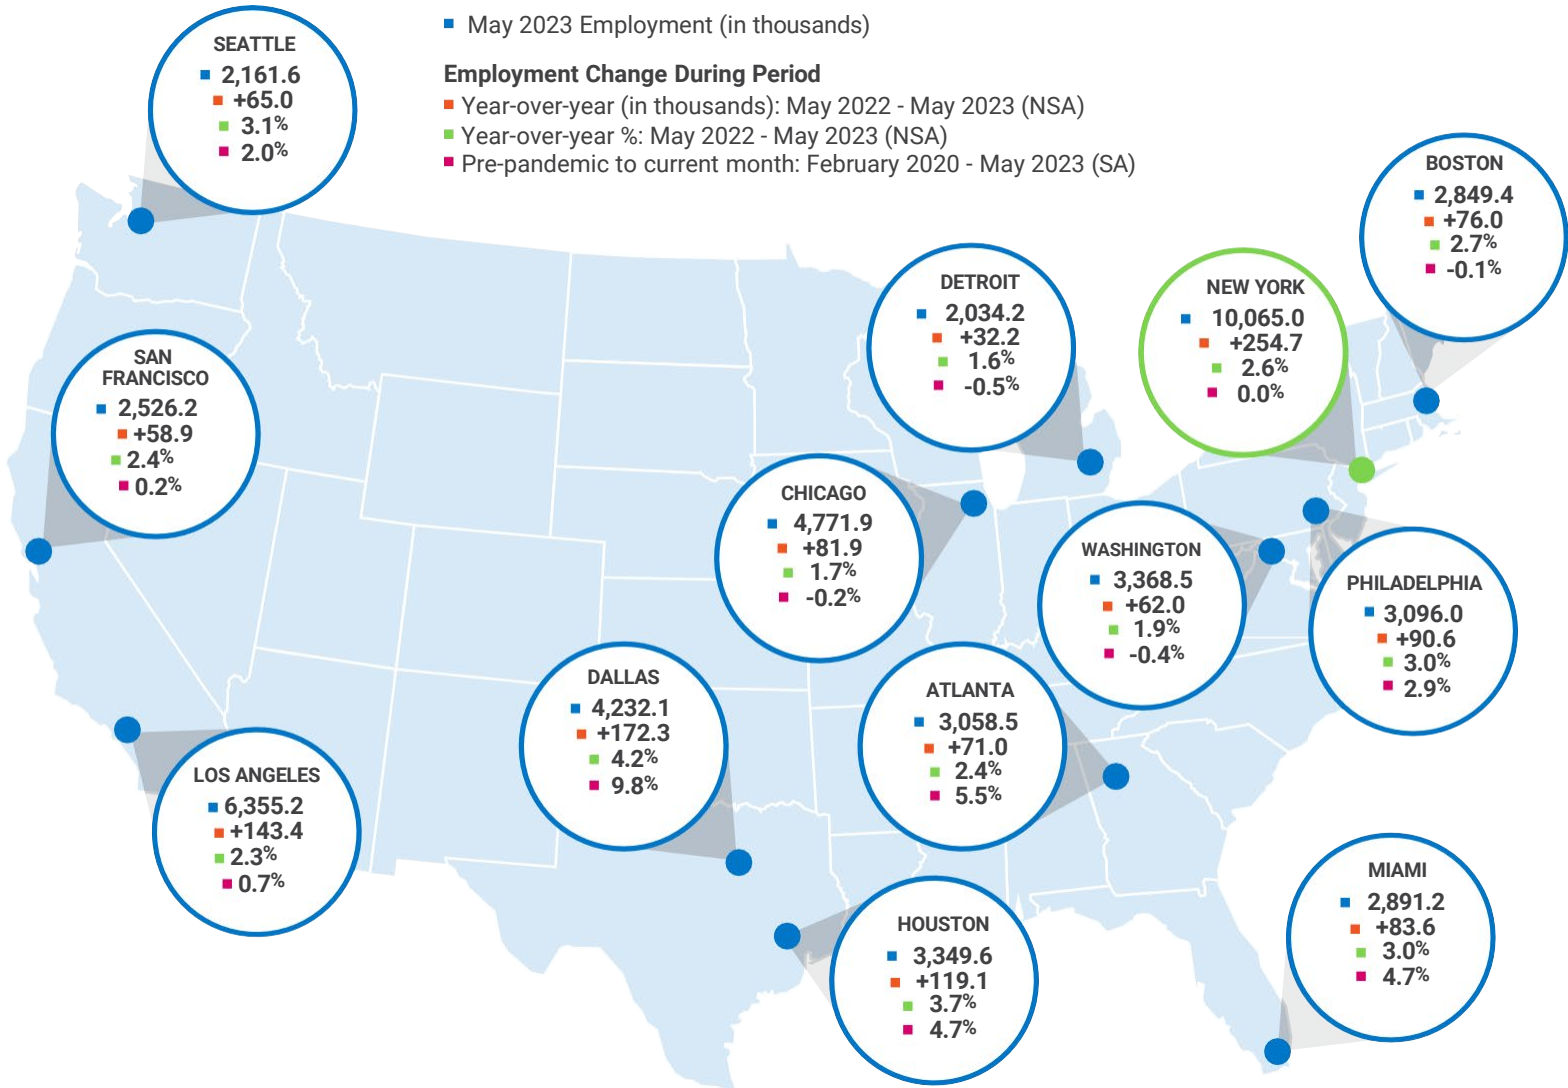 May 2023 Employment (in thousands)
Employment Change During Period
Year-over-year (in thousands): May 2022 - May 2023 (NSA)
Year-over-year %: May 2022 - May 2023 (NSA)
Pre-pandemic to current month: February 2020 - May 2023 (SA)
SEATTLE
2,161.6
+65.0
3.1%
2.0%
BOSTON
2,849.4
+76.0
2.7%
-0.1%
DETROIT
2,034.2
+32.2
1.6%
-0.5%
NEW YORK
10,065.0
+254.7
2.6%
0.0%
SAN
FRANCISCO
2,526.2
+58.9
2.4%
0.2%
CHICAGO
4,771.9
+81.9
1.7%
-0.2%
WASHINGTON
3,368.5
+62.0
1.9%
-0.4%
PHILADELPHIA
3,096.0
+90.6
3.0%
2.9%
DALLAS
4,232.1
+172.3
4.2%
9.8%
ATLANTA
3,058.5
+71.0
2.4%
5.5%
LOS ANGELES
6,355.2
+143.4
2.3%
0.7%
HOUSTON
3,349.6
+119.1
3.7%
4.7%
MIAMI
2,891.2
+83.6
3.0%
4.7%